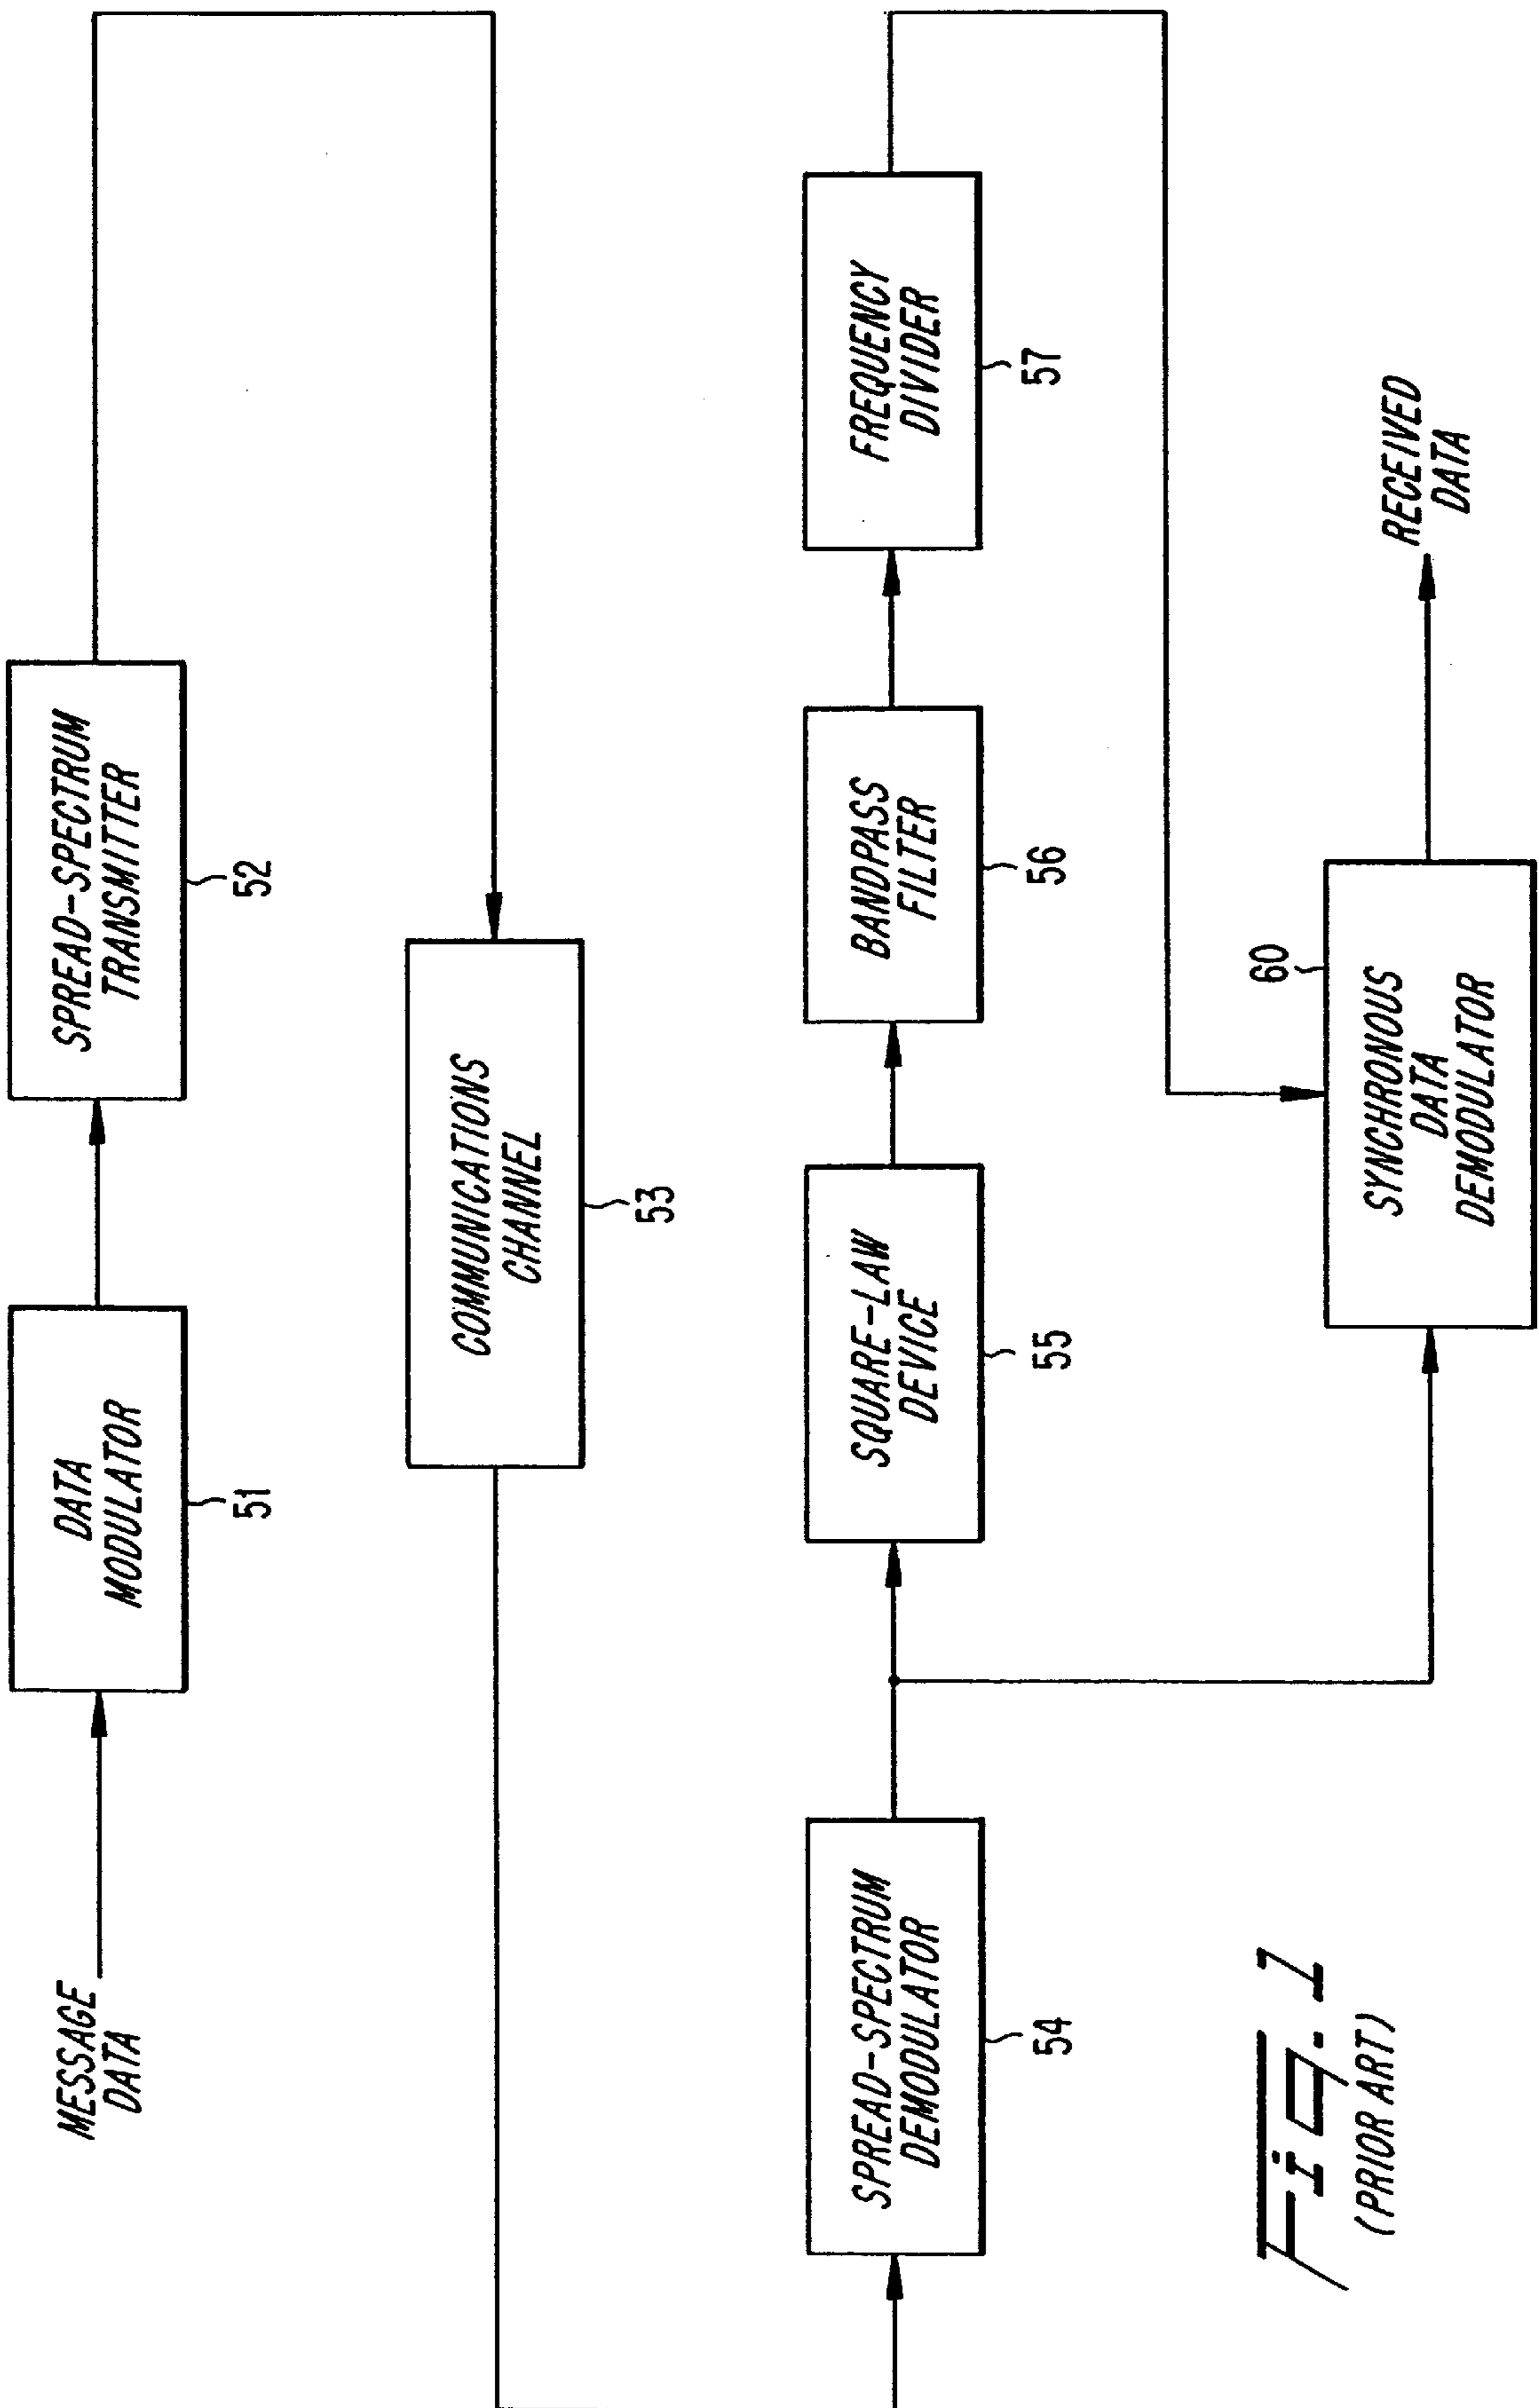 MESSAGE
DATA
DATA
MODULATOR
51
SPREAD-SPECTRUM
TRANSMITTER
52
COMMUNICATIONS
CHANNEL
53
SPREAD-SPECTRUM
DEMODULATOR
54
SQUARE-LAW
DEVICE
55
BANDPASS
FILTER
56
FREQUENCY
DIVIDER
57
60
SYNCHRONOUS
DATA
DEMODULATOR
RECEIVED
DATA
Fig. 1
(PRIOR ART)